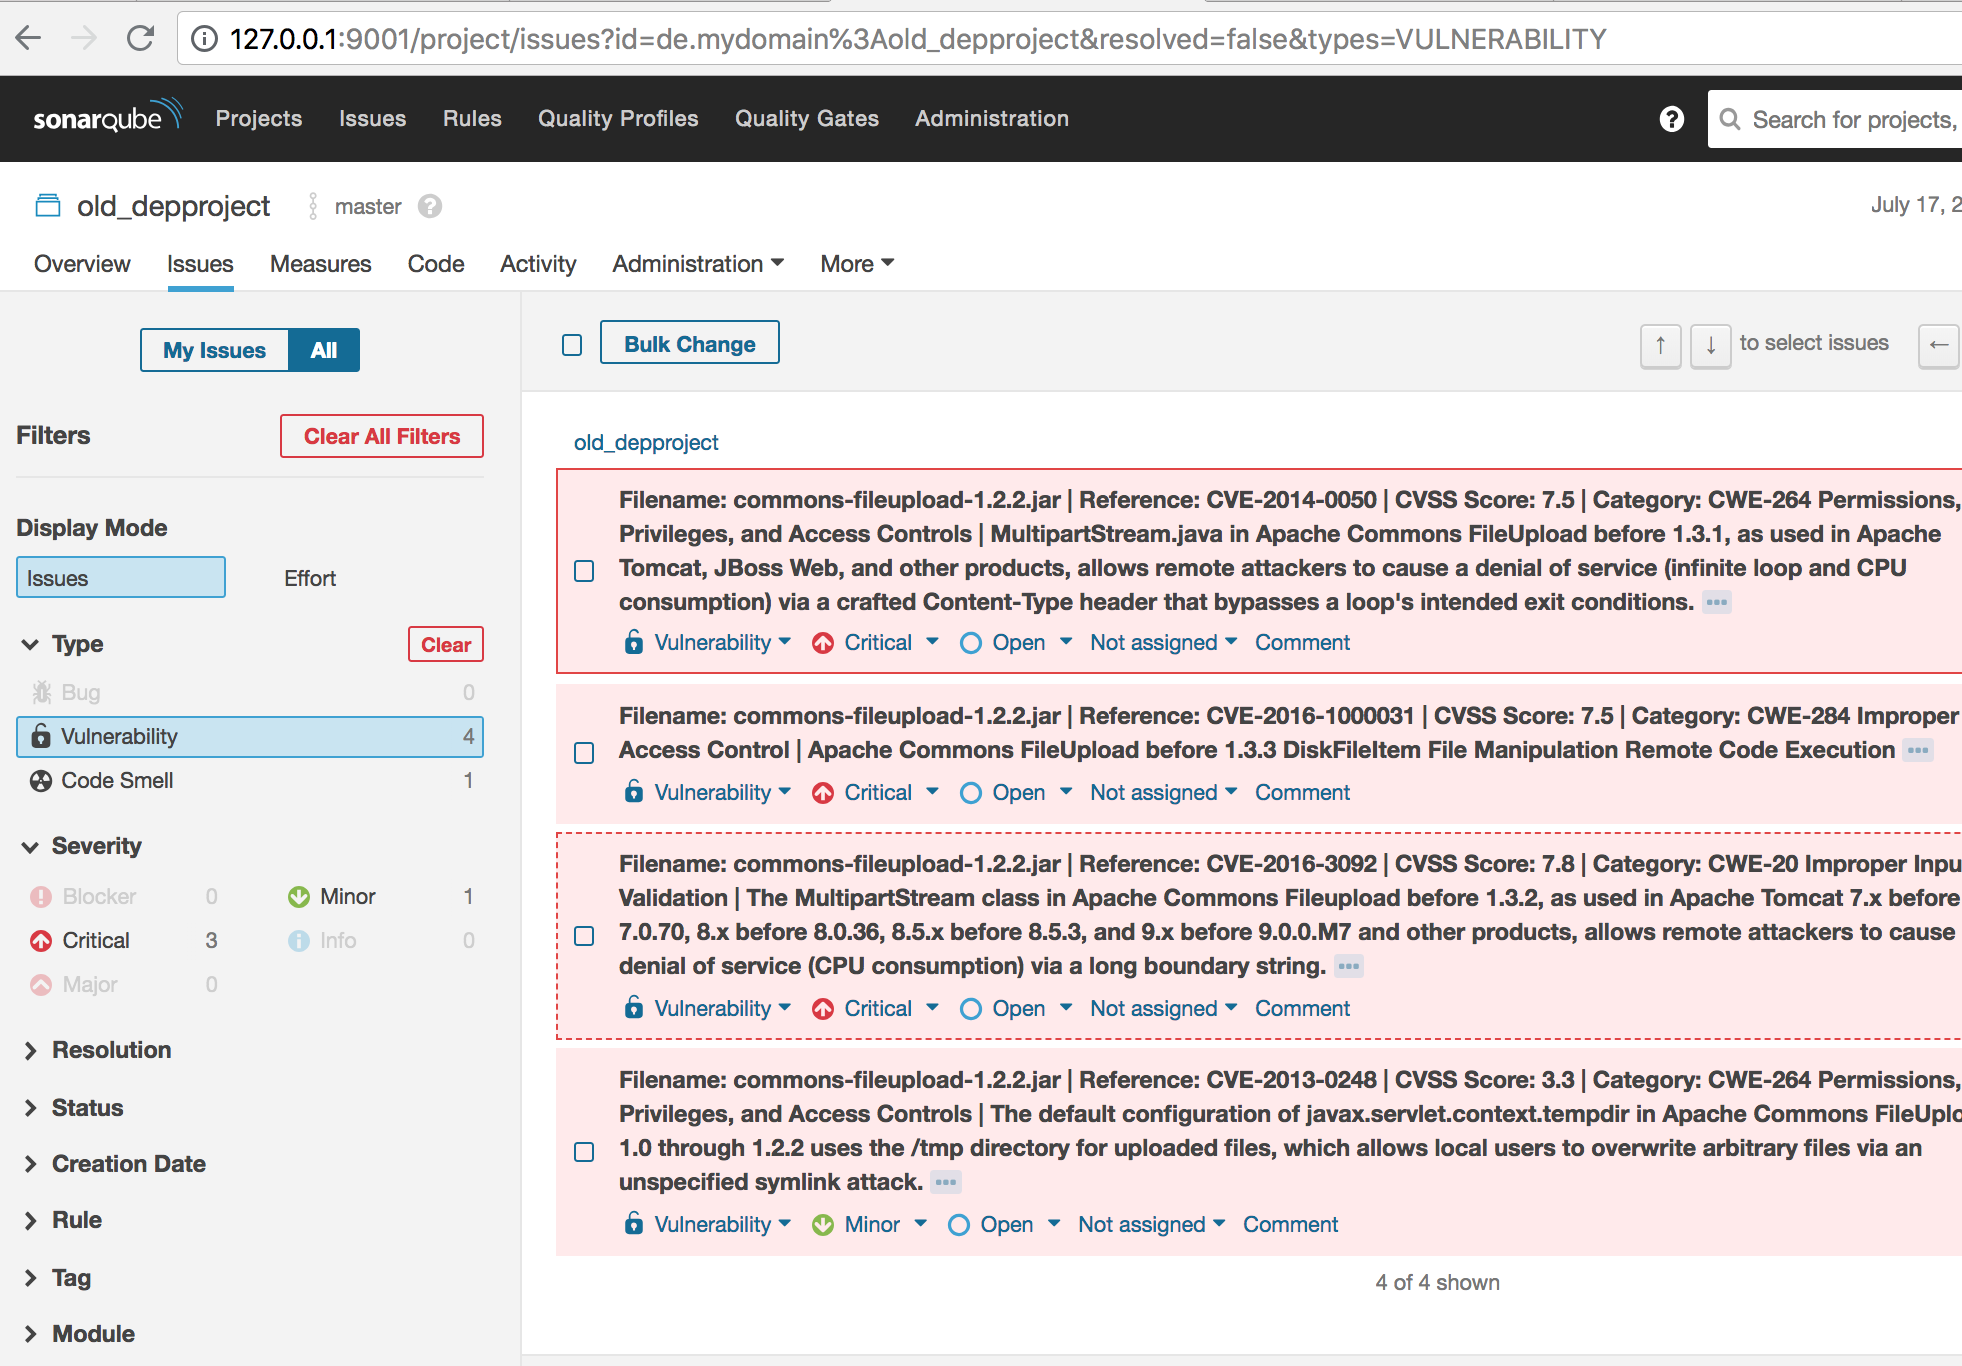 127.0.0.1:9001/project/issues?id=de.mydomain%3Aold_depproject&resolved=false&types=VULNERABILITY
sonarqube Projects Issues Rules Quality Profiles Quality Gates Administration ? Search for projects,
old_depproject master ? July 17, 2
Overview Issues Measures Code Activity Administration More
My Issues All
Bulk Change ↑ ↓ to select issues ←
Filters Clear All Filters
Display Mode
Issues Effort
Type Clear
Bug 0
Vulnerability 4
Code Smell 1
Severity
Blocker 0 Minor 1
Critical 3 Info 0
Major 0
Resolution
Status
Creation Date
Rule
Tag
Module
old_depproject
Filename: commons-fileupload-1.2.2.jar | Reference: CVE-2014-0050 | CVSS Score: 7.5 | Category: CWE-264 Permissions,
Privileges, and Access Controls | MultipartStream.java in Apache Commons FileUpload before 1.3.1, as used in Apache
Tomcat, JBoss Web, and other products, allows remote attackers to cause a denial of service (infinite loop and CPU
consumption) via a crafted Content-Type header that bypasses a loop's intended exit conditions. •••
Vulnerability Critical Open Not assigned Comment
Filename: commons-fileupload-1.2.2.jar | Reference: CVE-2016-1000031 | CVSS Score: 7.5 | Category: CWE-284 Improper
Access Control | Apache Commons FileUpload before 1.3.3 DiskFileItem File Manipulation Remote Code Execution •••
Vulnerability Critical Open Not assigned Comment
Filename: commons-fileupload-1.2.2.jar | Reference: CVE-2016-3092 | CVSS Score: 7.8 | Category: CWE-20 Improper Inpu
Validation | The MultipartStream class in Apache Commons Fileupload before 1.3.2, as used in Apache Tomcat 7.x before
7.0.70, 8.x before 8.0.36, 8.5.x before 8.5.3, and 9.x before 9.0.0.M7 and other products, allows remote attackers to cause
denial of service (CPU consumption) via a long boundary string. •••
Vulnerability Critical Open Not assigned Comment
Filename: commons-fileupload-1.2.2.jar | Reference: CVE-2013-0248 | CVSS Score: 3.3 | Category: CWE-264 Permissions,
Privileges, and Access Controls | The default configuration of javax.servlet.context.tempdir in Apache Commons FileUplo
1.0 through 1.2.2 uses the /tmp directory for uploaded files, which allows local users to overwrite arbitrary files via an
unspecified symlink attack. •••
Vulnerability Minor Open Not assigned Comment
4 of 4 shown